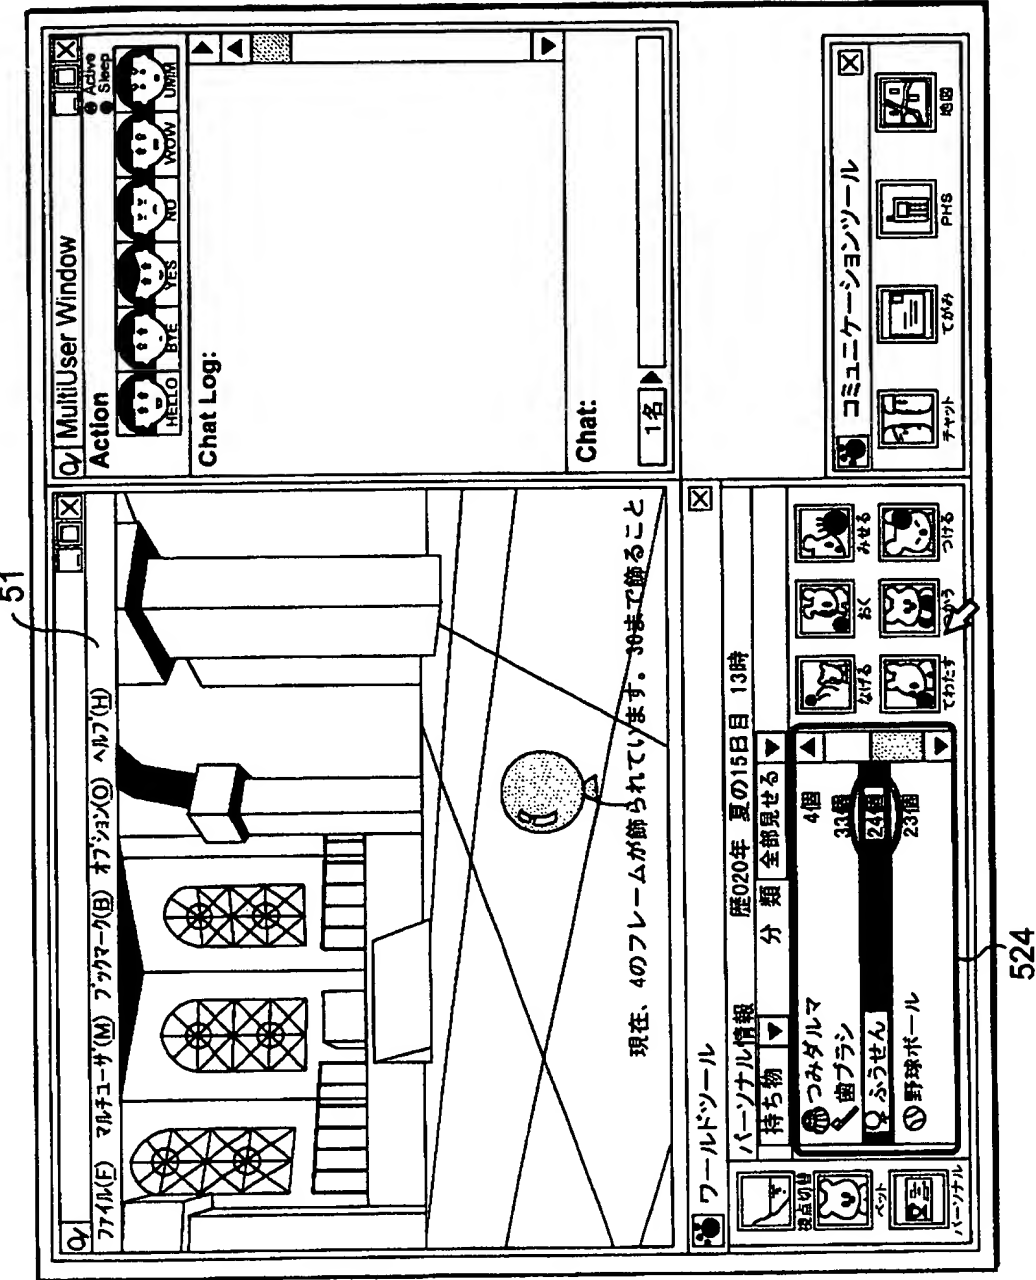 51
MultiUser Window
Active
Sleep
Action
HELLO
BYE
YES
NO
WOW
UMM
Chat Log:
Chat:
1名
ファイル(F) マルチユーザ(M) ブックマーク(B) オプション(O) ヘルプ(H)
現在、4のフレームが飾られています。30まで飾ること
ワールドツール
パーソナル情報 歴020年 夏の15日目 13時
持ち物 分 類 全部見せる
つみダルマ 4個
歯ブラシ 33個
ふうせん 24個
野球ボール 23個
視点切替
ペット
パーソナル
なげる
おく
みせる
てわたす
つける
コミュニケーションツール
チャット
てがみ
PHS
地図
524